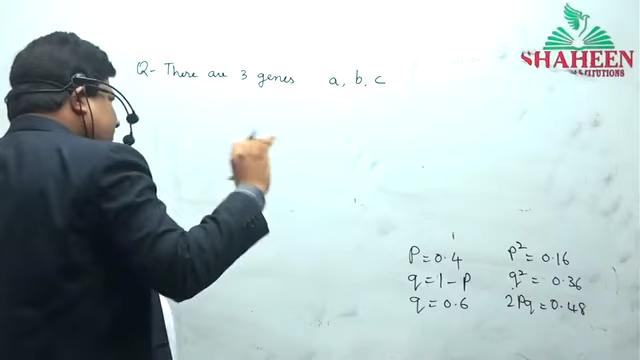 SHAHEEN
Q- There are 3 genes a, b, c
P = 0.4 P² = 0.16
q = 1 - P q² = 0.36
q = 0.6 2Pq = 0.48